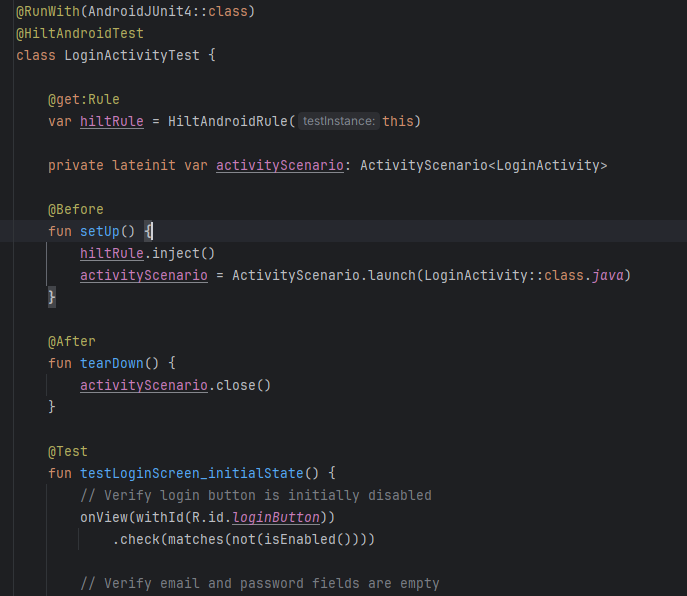 @RunWith(AndroidJUnit4::class)
@HiltAndroidTest
class LoginActivityTest {
@get:Rule
var hiltRule = HiltAndroidRule( testInstance: this)
private lateinit var activityScenario: ActivityScenario<LoginActivity>
@Before
fun setUp() {
hiltRule.inject()
activityScenario = ActivityScenario.launch(LoginActivity::class.java)
}
@After
fun tearDown() {
activityScenario.close()
}
@Test
fun testLoginScreen_initialState() {
// Verify login button is initially disabled
onView(withId(R.id.loginButton))
.check(matches(not(isEnabled())))
// Verify email and password fields are empty